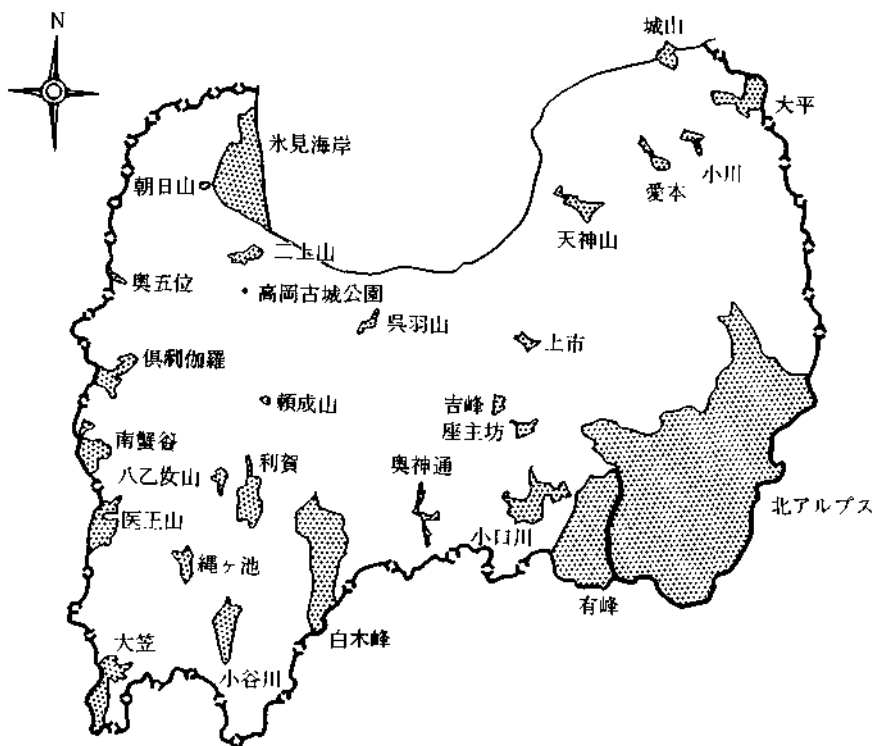 N
城山
大平
氷見海岸
小川
愛本
朝日山
天神山
二上山
奥五位
高岡古城公園
呉羽山
上市
倶利伽羅
頼成山
吉峰
座主坊
南蟹谷
利賀
奥神通
八乙女山
北アルプス
医王山
小口川
縄ヶ池
有峰
白木峰
大笠
小谷川